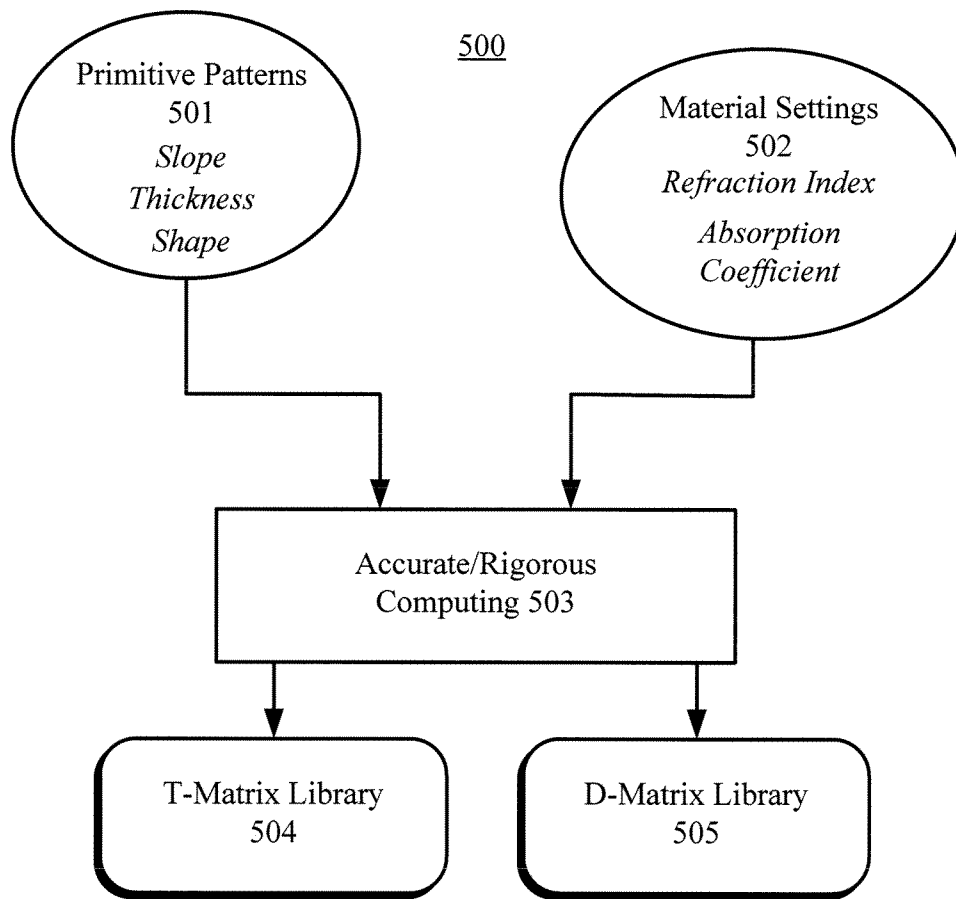 500
Primitive Patterns
501
Slope
Thickness
Shape
Material Settings
502
Refraction Index
Absorption
Coefficient
Accurate/Rigorous
Computing 503
T-Matrix Library
504
D-Matrix Library
505